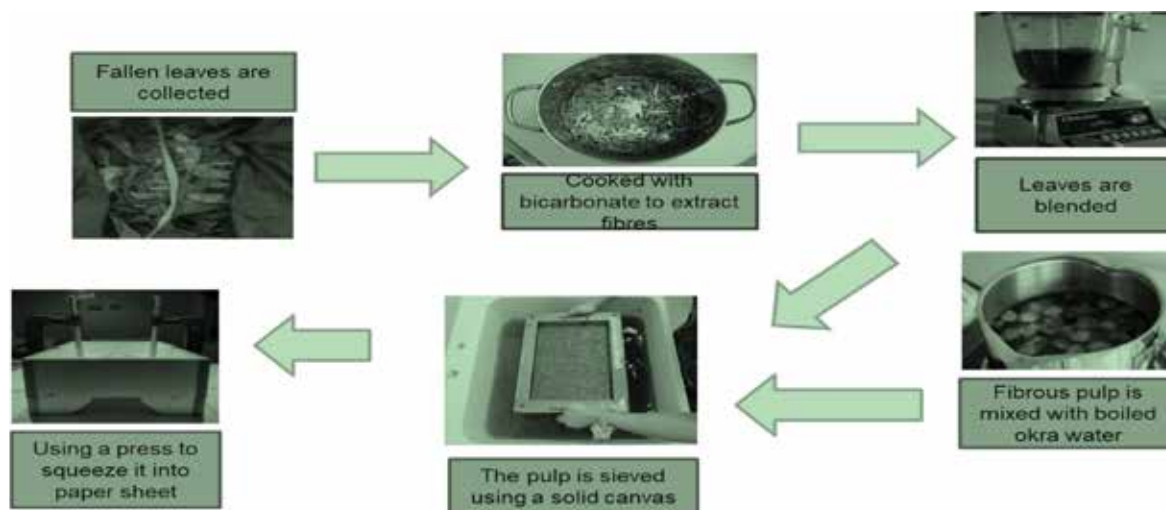 Fallen leaves are
collected
Cooked with
bicarbonate to extract
fibres
Leaves are
blended
Fibrous pulp is
mixed with boiled
okra water
The pulp is sieved
using a solid canvas
Using a press to
squeeze it into
paper sheet